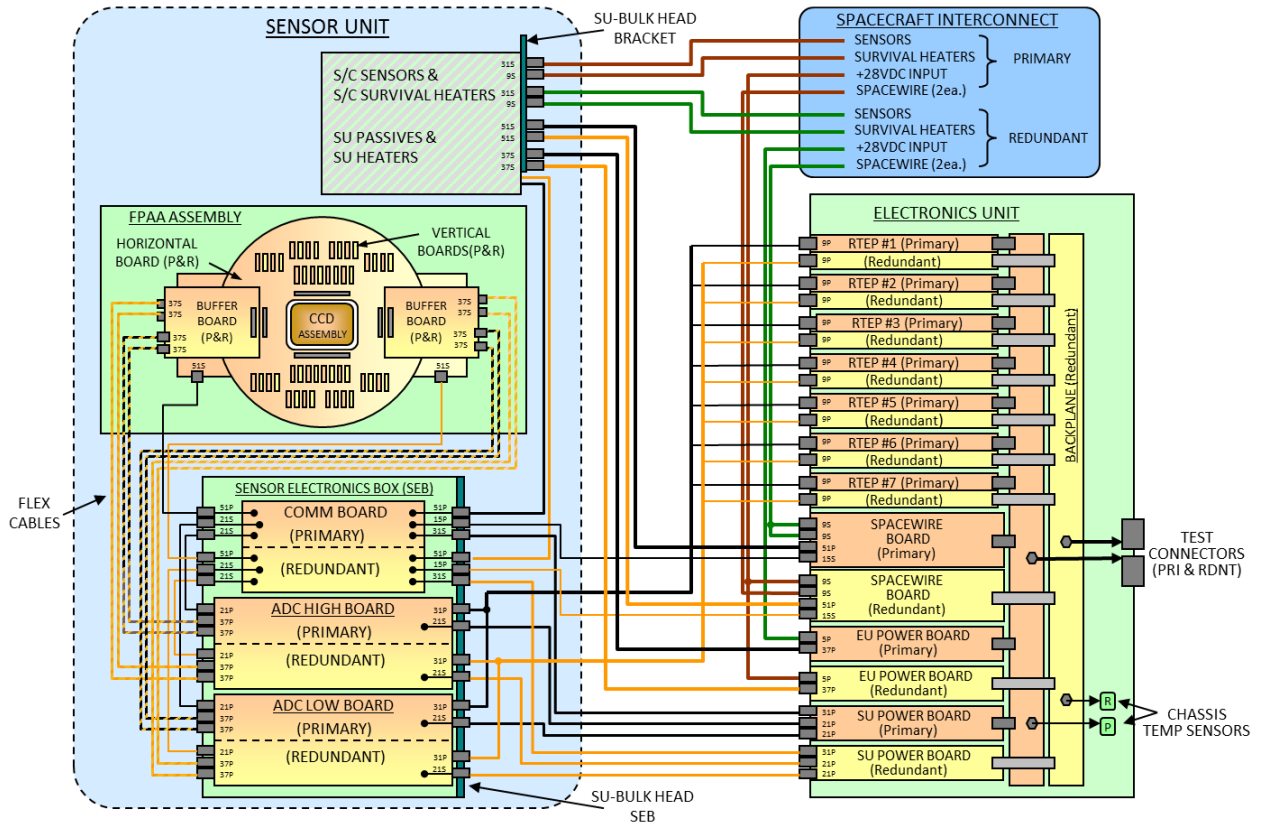 SENSOR UNIT
SU-BULK HEAD
BRACKET
SPACECRAFT INTERCONNECT
SENSORS
SURVIVAL HEATERS
+28VDC INPUT
SPACEWIRE (2ea.)
PRIMARY
SENSORS
SURVIVAL HEATERS
+28VDC INPUT
SPACEWIRE (2ea.)
REDUNDANT
S/C SENSORS &
S/C SURVIVAL HEATERS
SU PASSIVES &
SU HEATERS
31S
9S
31S
9S
51S
51S
37S
37S
FPAA ASSEMBLY
HORIZONTAL
BOARD (P&R)
VERTICAL
BOARDS(P&R)
BUFFER
BOARD
(P&R)
37S
37S
37S
37S
51S
CCD
ASSEMBLY
BUFFER
BOARD
(P&R)
37S
37S
37S
37S
51S
FLEX
CABLES
SENSOR ELECTRONICS BOX (SEB)
COMM BOARD
(PRIMARY)
(REDUNDANT)
51P
21S
21S
51P
21S
21S
51P
15P
31S
51P
15P
31S
ADC HIGH BOARD
(PRIMARY)
(REDUNDANT)
21P
37P
37P
21P
37P
37P
31P
21S
31P
21S
ADC LOW BOARD
(PRIMARY)
(REDUNDANT)
21P
37P
37P
21P
37P
37P
31P
21S
31P
21S
SU-BULK HEAD
SEB
ELECTRONICS UNIT
9P RTEP #1 (Primary)
9P (Redundant)
9P RTEP #2 (Primary)
9P (Redundant)
9P RTEP #3 (Primary)
9P (Redundant)
9P RTEP #4 (Primary)
9P (Redundant)
9P RTEP #5 (Primary)
9P (Redundant)
9P RTEP #6 (Primary)
9P (Redundant)
9P RTEP #7 (Primary)
9P (Redundant)
BACKPLANE (Redundant)
9S
9S
51P
15S
SPACEWIRE
BOARD
(Primary)
9S
9S
51P
15S
SPACEWIRE
BOARD
(Redundant)
5P
37P
EU POWER BOARD
(Primary)
5P
37P
EU POWER BOARD
(Redundant)
31P
21P
21P
SU POWER BOARD
(Primary)
31P
21P
21P
SU POWER BOARD
(Redundant)
TEST
CONNECTORS
(PRI & RDNT)
R
P
CHASSIS
TEMP SENSORS